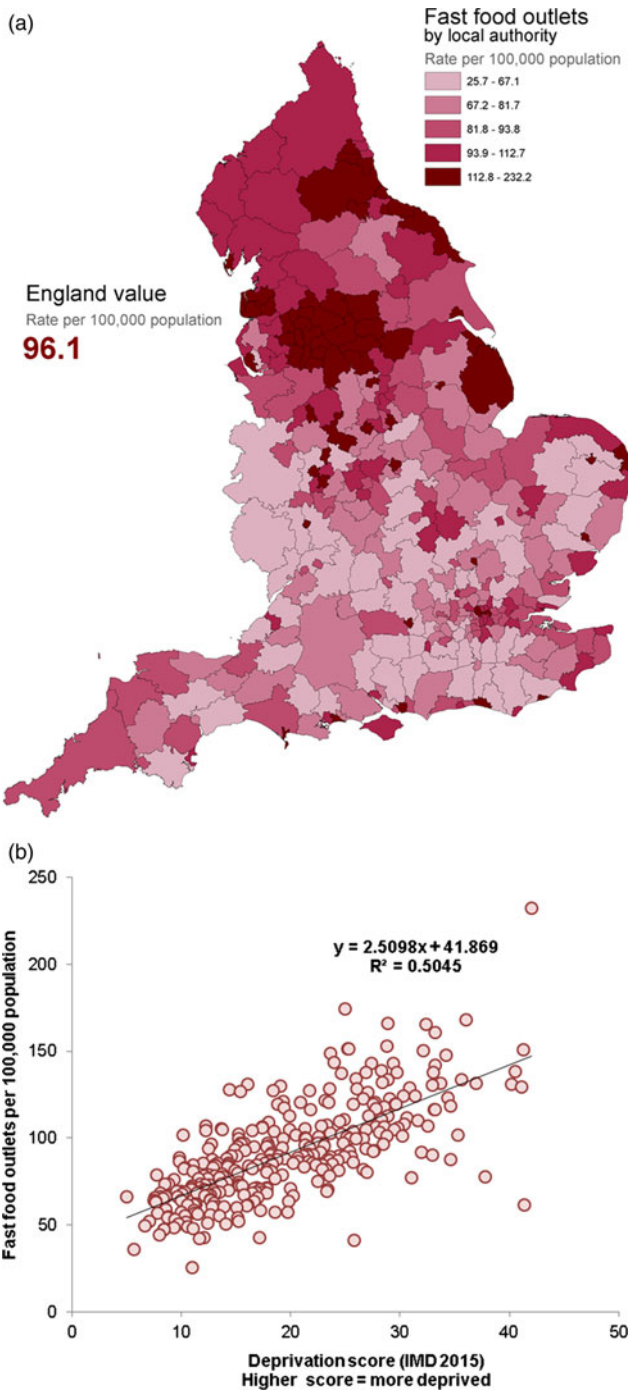 (a)
Fast food outlets
by local authority
Rate per 100,000 population
25.7 - 67.1
67.2 - 81.7
81.8 - 93.8
93.9 - 112.7
112.8 - 232.2
England value
Rate per 100,000 population
96.1
(b)
Fast food outlets per 100,000 population
250
200
150
100
50
0
y = 2.5098x + 41.869
R² = 0.5045
0 10 20 30 40 50
Deprivation score (IMD 2015)
Higher score = more deprived